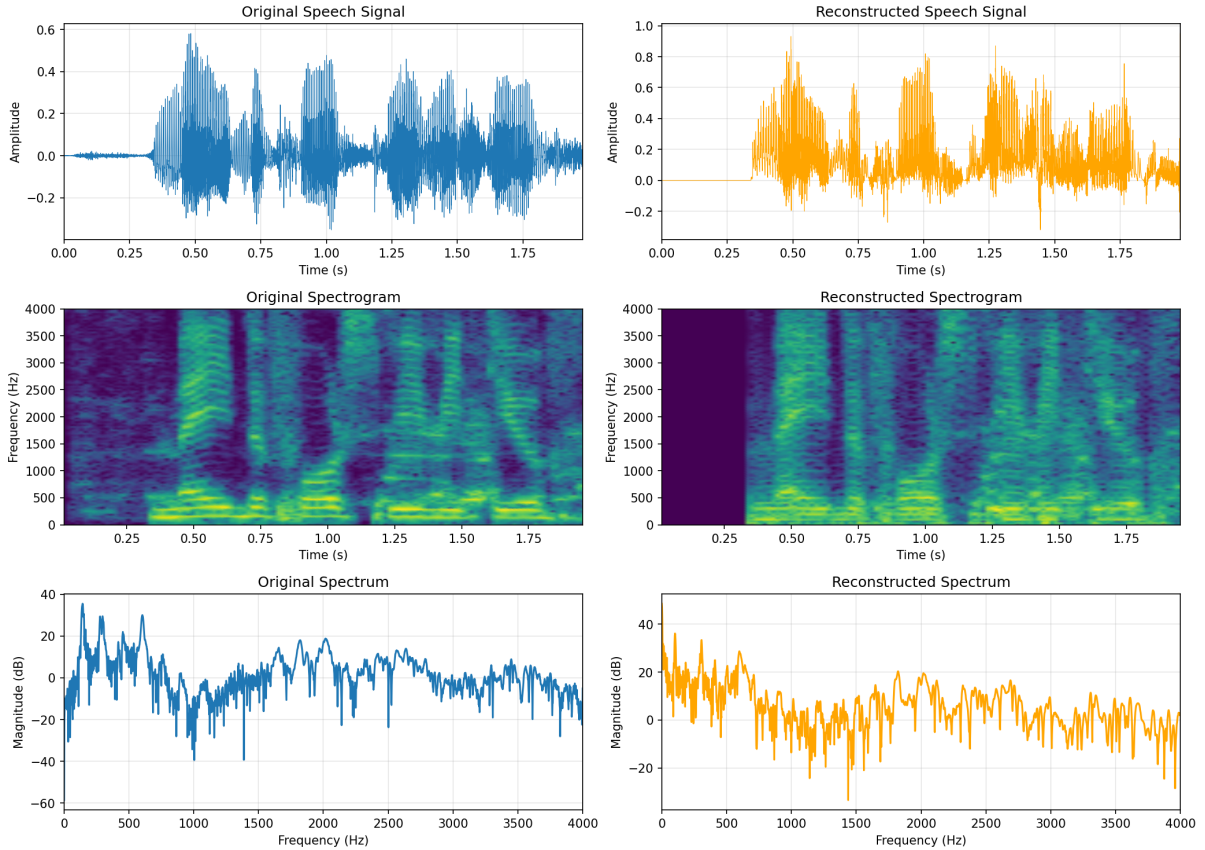 Original Speech Signal
Amplitude
0.6
0.4
0.2
0.0
−0.2
0.00 0.25 0.50 0.75 1.00 1.25 1.50 1.75
Time (s)
Reconstructed Speech Signal
Amplitude
1.0
0.8
0.6
0.4
0.2
0.0
−0.2
0.00 0.25 0.50 0.75 1.00 1.25 1.50 1.75
Time (s)
Original Spectrogram
Frequency (Hz)
4000
3500
3000
2500
2000
1500
1000
500
0
0.25 0.50 0.75 1.00 1.25 1.50 1.75
Time (s)
Reconstructed Spectrogram
Frequency (Hz)
4000
3500
3000
2500
2000
1500
1000
500
0
0.25 0.50 0.75 1.00 1.25 1.50 1.75
Time (s)
Original Spectrum
Magnitude (dB)
40
20
0
−20
−40
−60
0 500 1000 1500 2000 2500 3000 3500 4000
Frequency (Hz)
Reconstructed Spectrum
Magnitude (dB)
40
20
0
−20
0 500 1000 1500 2000 2500 3000 3500 4000
Frequency (Hz)